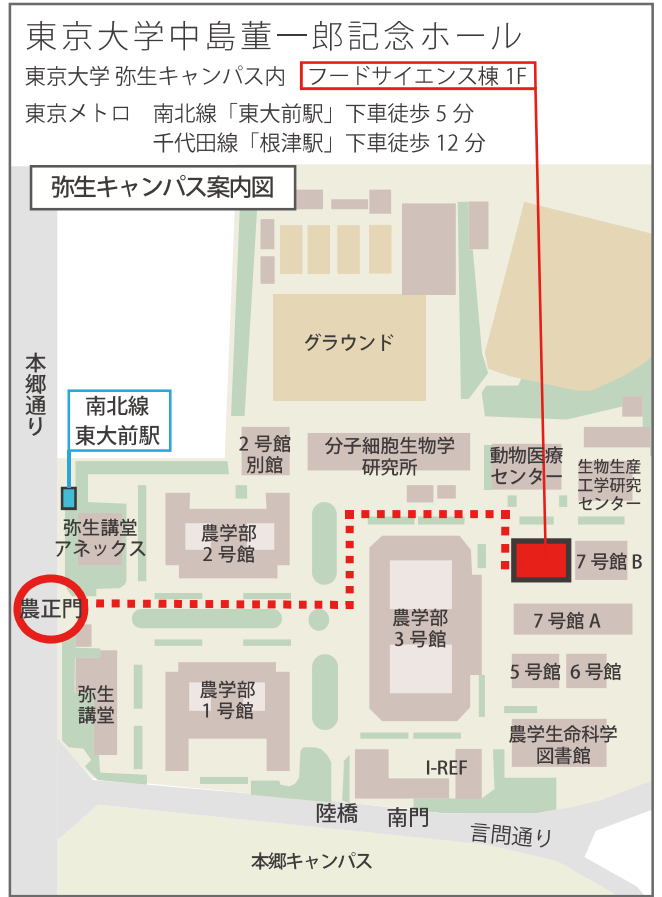 東京大学中島董一郎記念ホール
東京大学 弥生キャンパス内 フードサイエンス棟 1F
東京メトロ 南北線「東大前駅」下車徒歩 5 分
千代田線「根津駅」下車徒歩 12 分
弥生キャンパス案内図
グラウンド
本郷通り
南北線
東大前駅
2 号館
別館
分子細胞生物学
研究所
動物医療
センター
生物生産
工学研究
センター
弥生講堂
アネックス
農学部
2 号館
7 号館 B
農正門
農学部
3 号館
7 号館 A
5 号館
6 号館
弥生
講堂
農学部
1 号館
農学生命科学
図書館
I-REF
陸橋
南門
言問通り
本郷キャンパス